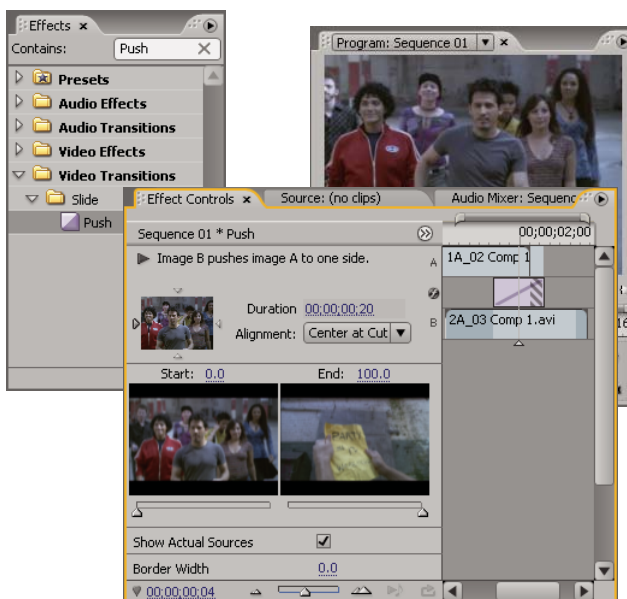 Effects
Contains: Push
Presets
Audio Effects
Audio Transitions
Video Effects
Video Transitions
Slide
Push
Program: Sequence 01
Effect Controls
Source: (no clips)
Audio Mixer: Sequenc
Sequence 01 * Push
00;00;02;00
Image B pushes image A to one side.
A
1A_02 Comp 1
Duration 00;00;00;20
Alignment: Center at Cut
B
2A_03 Comp 1.avi
Start: 0.0
End: 100.0
Show Actual Sources
Border Width 0.0
00;00;00;04